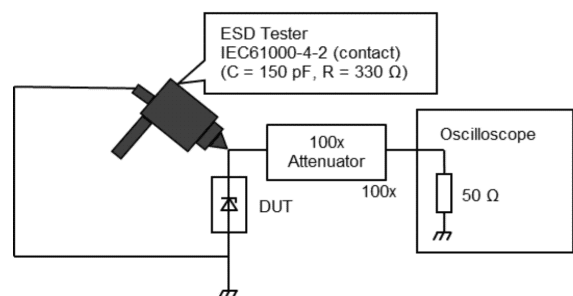 ESD Tester
IEC61000-4-2 (contact)
(C = 150 pF, R = 330 Ω)
100x
Attenuator
Oscilloscope
100x
50 Ω
DUT